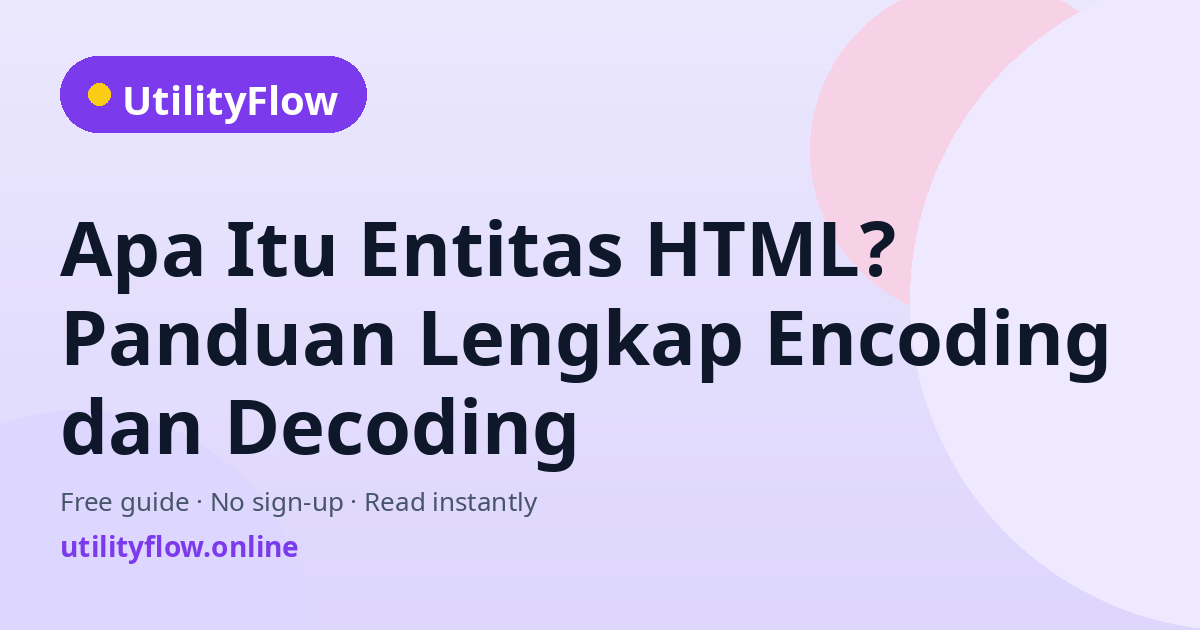 UtilityFlow
Apa Itu Entitas HTML?
Panduan Lengkap Encoding
dan Decoding
Free guide · No sign-up · Read instantly
utilityflow.online